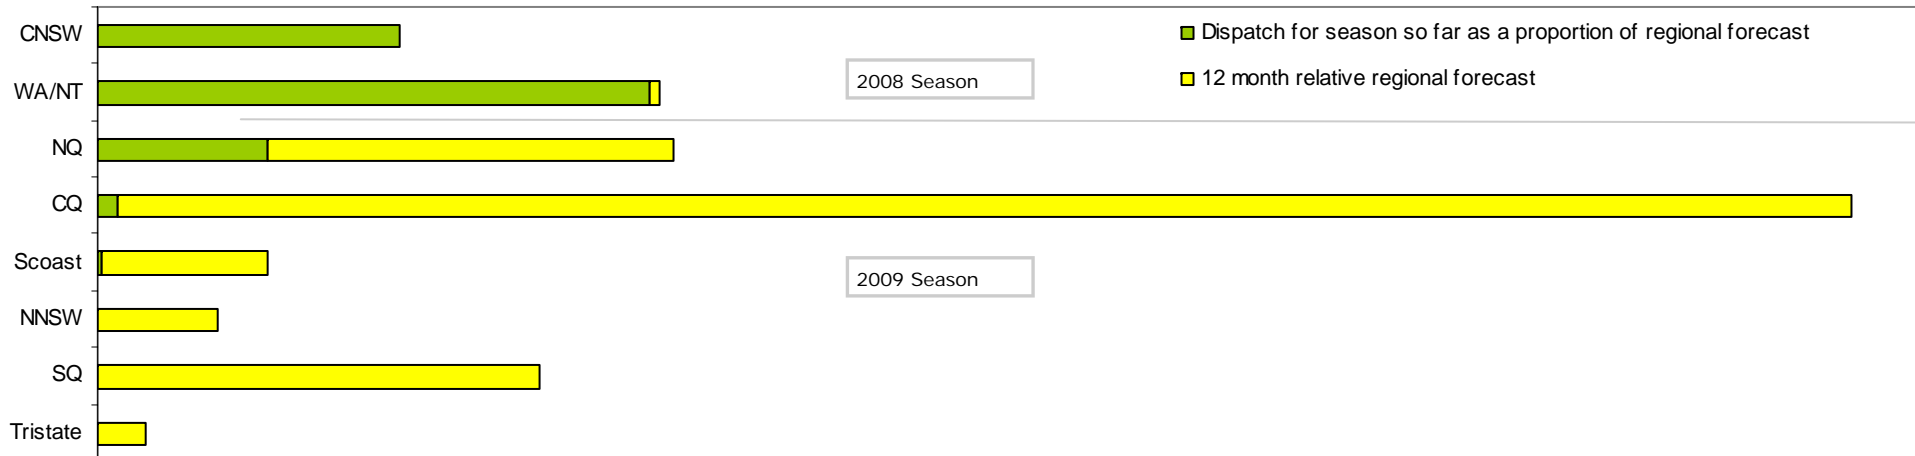 CNSW
Dispatch for season so far as a proportion of regional forecast
WA/NT
2008 Season
12 month relative regional forecast
NQ
CQ
Scoast
2009 Season
NNSW
SQ
Tristate